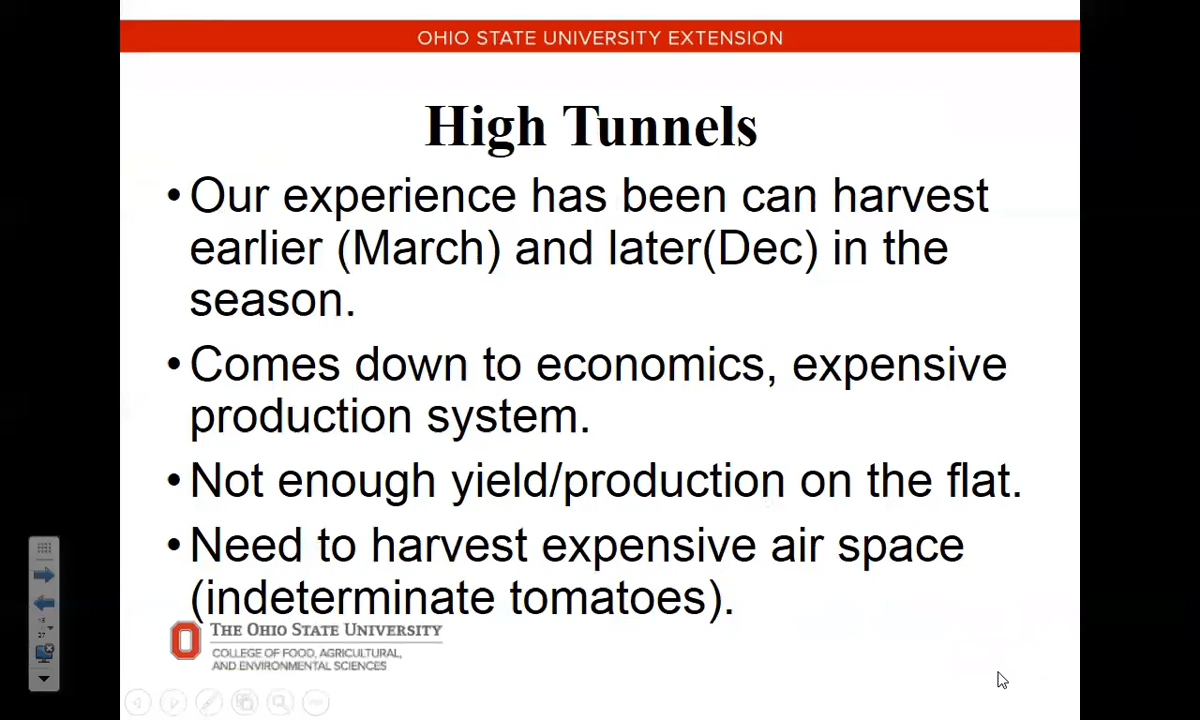 OHIO STATE UNIVERSITY EXTENSION
High Tunnels
•Our experience has been can harvest
earlier (March) and later(Dec) in the
season.
•Comes down to economics, expensive
production system.
•Not enough yield/production on the flat.
•Need to harvest expensive air space
(indeterminate tomatoes).
THE OHIO STATE UNIVERSITY
COLLEGE OF FOOD, AGRICULTURAL,
AND ENVIRONMENTAL SCIENCES
27